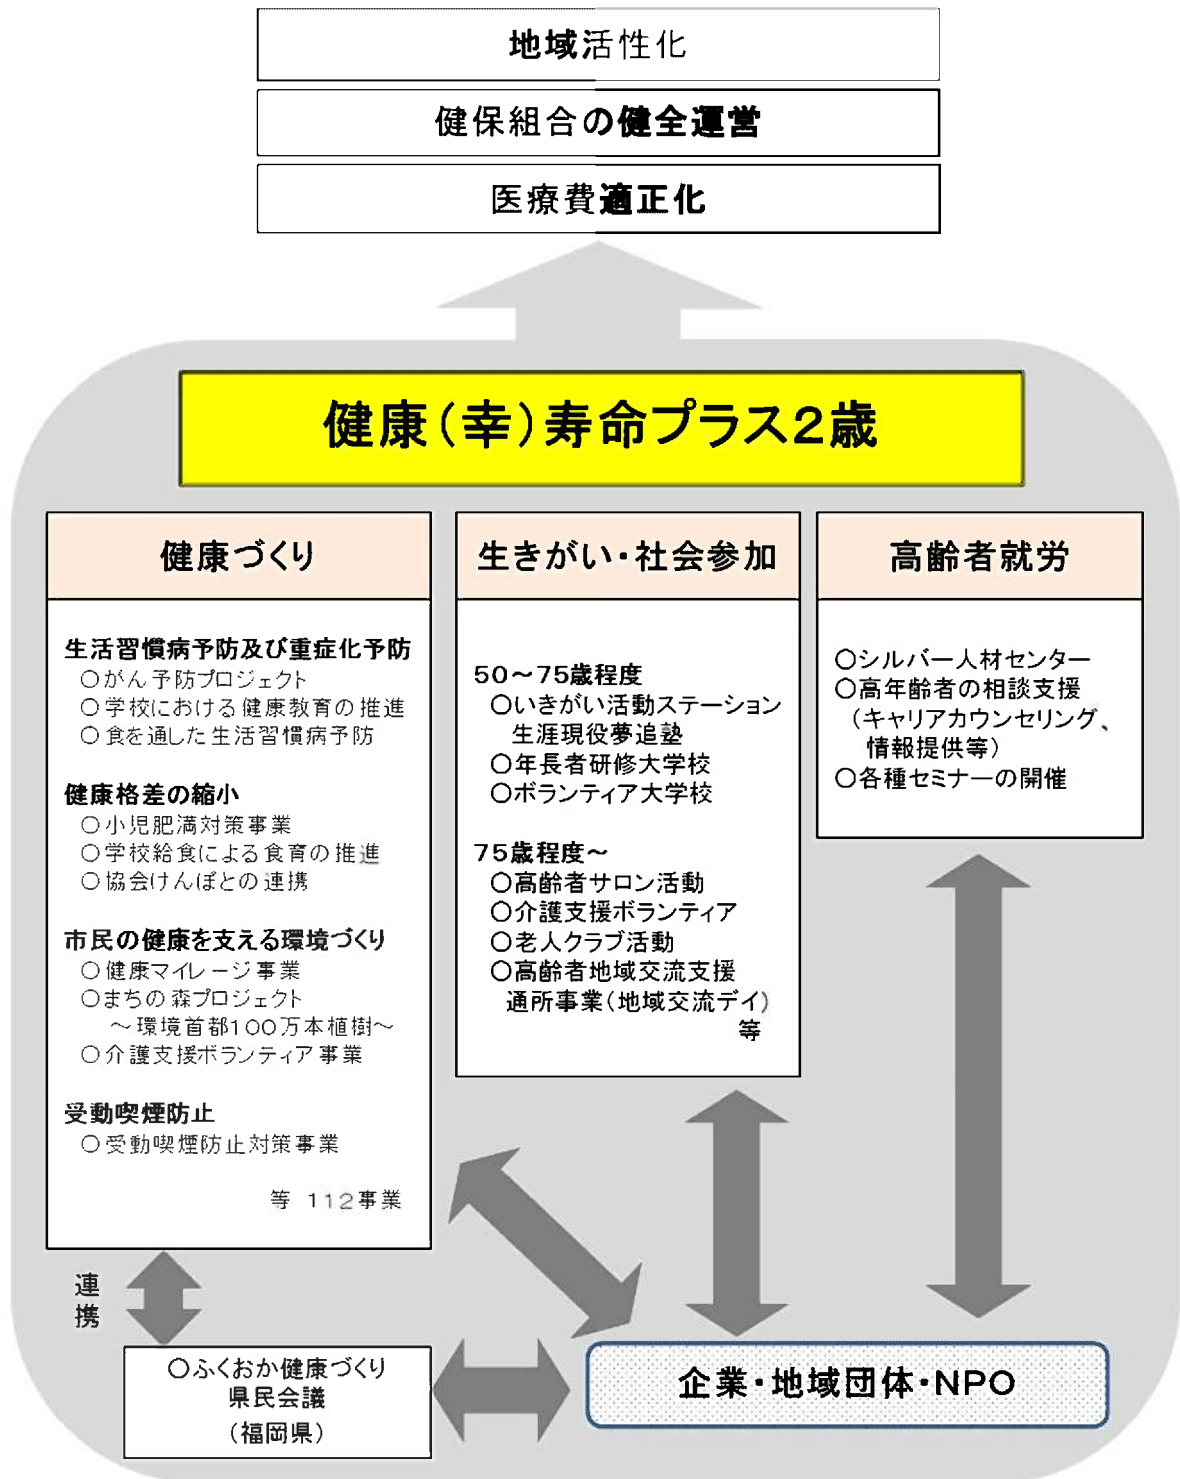 地域活性化
健保組合の健全運営
医療費適正化
健康（幸）寿命プラス２歳
健康づくり
生活習慣病予防及び重症化予防
○がん予防プロジェクト
○学校における健康教育の推進
○食を通した生活習慣病予防
健康格差の縮小
○小児肥満対策事業
○学校給食による食育の推進
○協会けんぽとの連携
市民の健康を支える環境づくり
○健康マイレージ事業
○まちの森プロジェクト
～環境首都１００万本植樹～
○介護支援ボランティア事業
受動喫煙防止
○受動喫煙防止対策事業
等 １１２事業
生きがい・社会参加
５０～７５歳程度
○いきがい活動ステーション
生涯現役夢追塾
○年長者研修大学校
○ボランティア大学校
７５歳程度～
○高齢者サロン活動
○介護支援ボランティア
○老人クラブ活動
○高齢者地域交流支援
通所事業（地域交流デイ）
等
高齢者就労
○シルバー人材センター
○高年齢者の相談支援
（キャリアカウンセリング、
情報提供等）
○各種セミナーの開催
連
携
○ふくおか健康づくり
県民会議
（福岡県）
企業・地域団体・ＮＰＯ